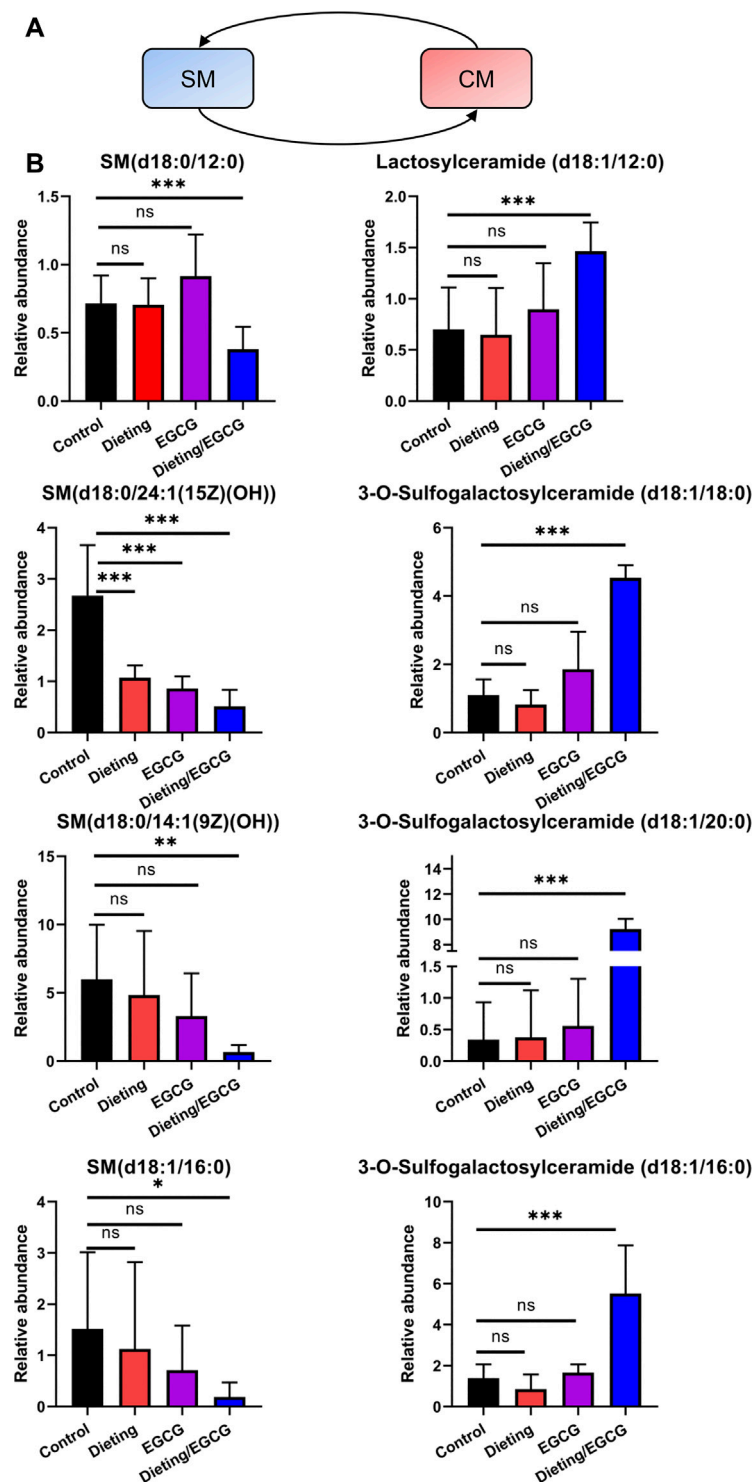 A
SM
CM
B
SM(d18:0/12:0)
Relative abundance
1.5
1.0
0.5
0.0
***
ns
ns
Control
Dieting
EGCG
Dieting/EGCG
Lactosylceramide (d18:1/12:0)
Relative abundance
2.0
1.5
1.0
0.5
0.0
***
ns
ns
Control
Dieting
EGCG
Dieting/EGCG
SM(d18:0/24:1(15Z)(OH))
Relative abundance
4
3
2
1
0
***
***
***
Control
Dieting
EGCG
Dieting/EGCG
3-O-Sulfogalactosylceramide (d18:1/18:0)
Relative abundance
6
4
2
0
***
ns
ns
Control
Dieting
EGCG
Dieting/EGCG
SM(d18:0/14:1(9Z)(OH))
Relative abundance
15
10
5
0
**
ns
ns
Control
Dieting
EGCG
Dieting/EGCG
3-O-Sulfogalactosylceramide (d18:1/20:0)
Relative abundance
14
12
10
8
1.5
1.0
0.5
0.0
***
ns
ns
Control
Dieting
EGCG
Dieting/EGCG
SM(d18:1/16:0)
Relative abundance
4
3
2
1
0
*
ns
ns
Control
Dieting
EGCG
Dieting/EGCG
3-O-Sulfogalactosylceramide (d18:1/16:0)
Relative abundance
10
8
6
4
2
0
***
ns
ns
Control
Dieting
EGCG
Dieting/EGCG